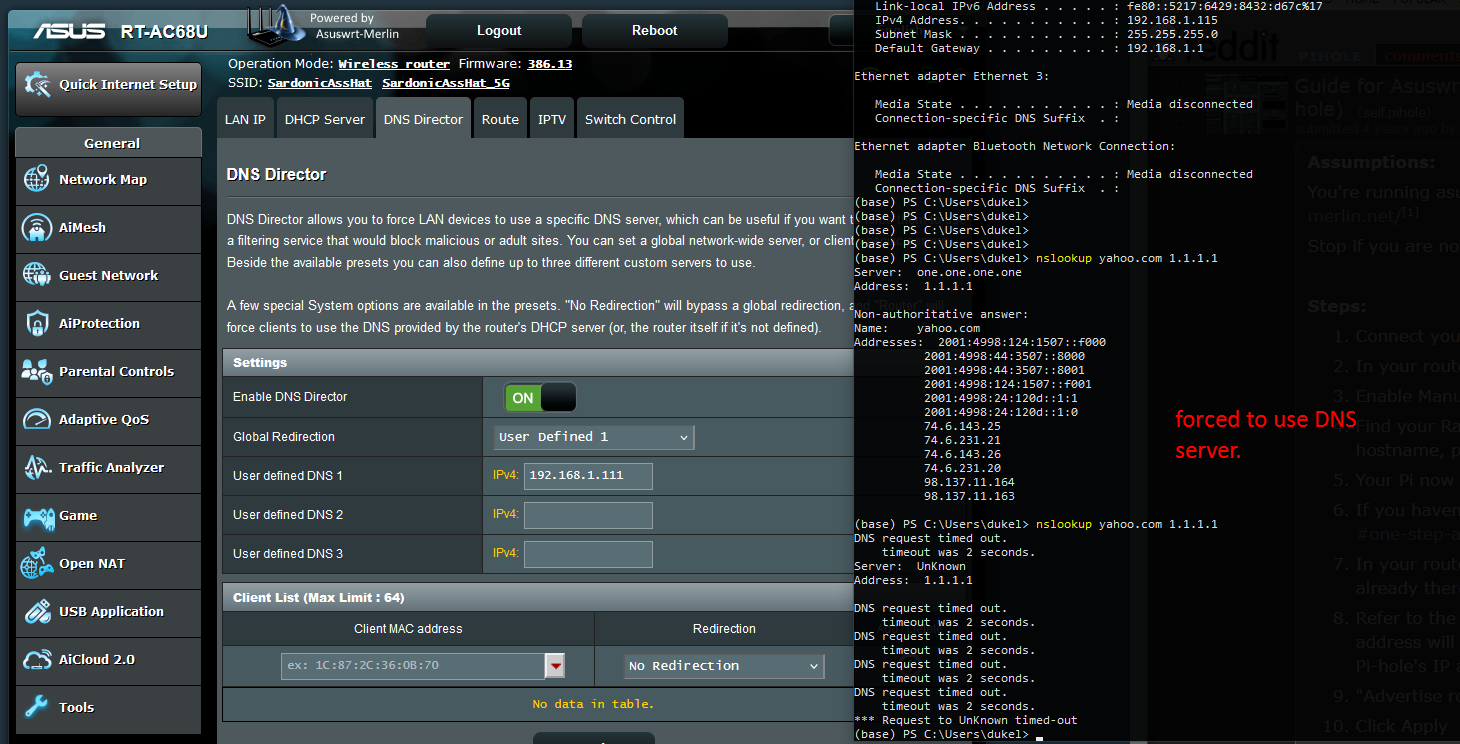 ASUS RT-AC68U
Powered by
Asuswrt-Merlin
Logout
Reboot
Operation Mode: Wireless router Firmware: 386.13
SSID: SardonicAssHat SardonicAssHat_5G
Quick Internet Setup
General
Network Map
AiMesh
Guest Network
AiProtection
Parental Controls
Adaptive QoS
Traffic Analyzer
Game
Open NAT
USB Application
AiCloud 2.0
Tools
LAN IP
DHCP Server
DNS Director
Route
IPTV
Switch Control
DNS Director
DNS Director allows you to force LAN devices to use a specific DNS server, which can be useful if you want t
a filtering service that would block malicious or adult sites. You can set a global network-wide server, or client
Beside the available presets you can also define up to three different custom servers to use.
A few special System options are available in the presets. "No Redirection" will bypass a global redirection, and "Router" will
force clients to use the DNS provided by the router's DHCP server (or, the router itself if it's not defined).
Settings
Enable DNS Director ON
Global Redirection User Defined 1
User defined DNS 1 IPv4: 192.168.1.111
User defined DNS 2 IPv4:
User defined DNS 3 IPv4:
Client List (Max Limit : 64)
Client MAC address Redirection
ex: 1C:87:2C:36:0B:70 No Redirection
No data in table.
Link-local IPv6 Address . . . . . : fe80::5217:6429:8432:d67c%17
IPv4 Address. . . . . . . . . . . : 192.168.1.115
Subnet Mask . . . . . . . . . . . : 255.255.255.0
Default Gateway . . . . . . . . . : 192.168.1.1
Ethernet adapter Ethernet 3:
Media State . . . . . . . . . . . : Media disconnected
Connection-specific DNS Suffix . :
Ethernet adapter Bluetooth Network Connection:
Media State . . . . . . . . . . . : Media disconnected
Connection-specific DNS Suffix . :
(base) PS C:\Users\dukel>
(base) PS C:\Users\dukel>
(base) PS C:\Users\dukel>
(base) PS C:\Users\dukel>
(base) PS C:\Users\dukel> nslookup yahoo.com 1.1.1.1
Server: one.one.one.one
Address: 1.1.1.1
Non-authoritative answer:
Name: yahoo.com
Addresses: 2001:4998:124:1507::f000
2001:4998:44:3507::8000
2001:4998:44:3507::8001
2001:4998:124:1507::f001
2001:4998:24:120d::1:1
2001:4998:24:120d::1:0
74.6.143.25
74.6.231.21
74.6.143.26
74.6.231.20
98.137.11.164
98.137.11.163
(base) PS C:\Users\dukel> nslookup yahoo.com 1.1.1.1
DNS request timed out.
timeout was 2 seconds.
Server: UnKnown
Address: 1.1.1.1
DNS request timed out.
timeout was 2 seconds.
DNS request timed out.
timeout was 2 seconds.
DNS request timed out.
timeout was 2 seconds.
DNS request timed out.
timeout was 2 seconds.
*** Request to UnKnown timed-out
(base) PS C:\Users\dukel>
forced to use DNS
server.
reddit
PIHOLE
comments
Guide for Asuswr
hole) (self.pihole)
submitted 4 years ago by
Assumptions:
You're running as
merlin.net/[1]
Stop if you are no
Steps:
1. Connect you
2. In your route
3. Enable Manu
Find your Ra
hostname, p
5. Your Pi now
6. If you haven
#one-step-a
7. In your route
already ther
8. Refer to the
address will
Pi-hole's IP a
9. "Advertise ro
10. Click Apply